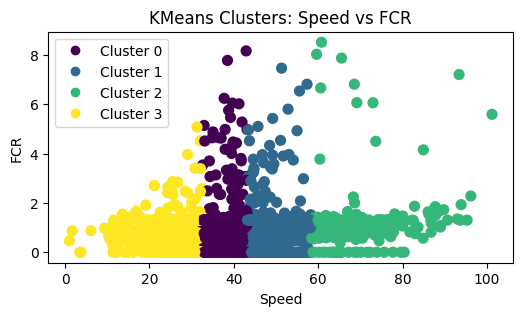 KMeans Clusters: Speed vs FCR
Cluster 0
Cluster 1
Cluster 2
Cluster 3
FCR
8
6
4
2
0
0 20 40 60 80 100
Speed